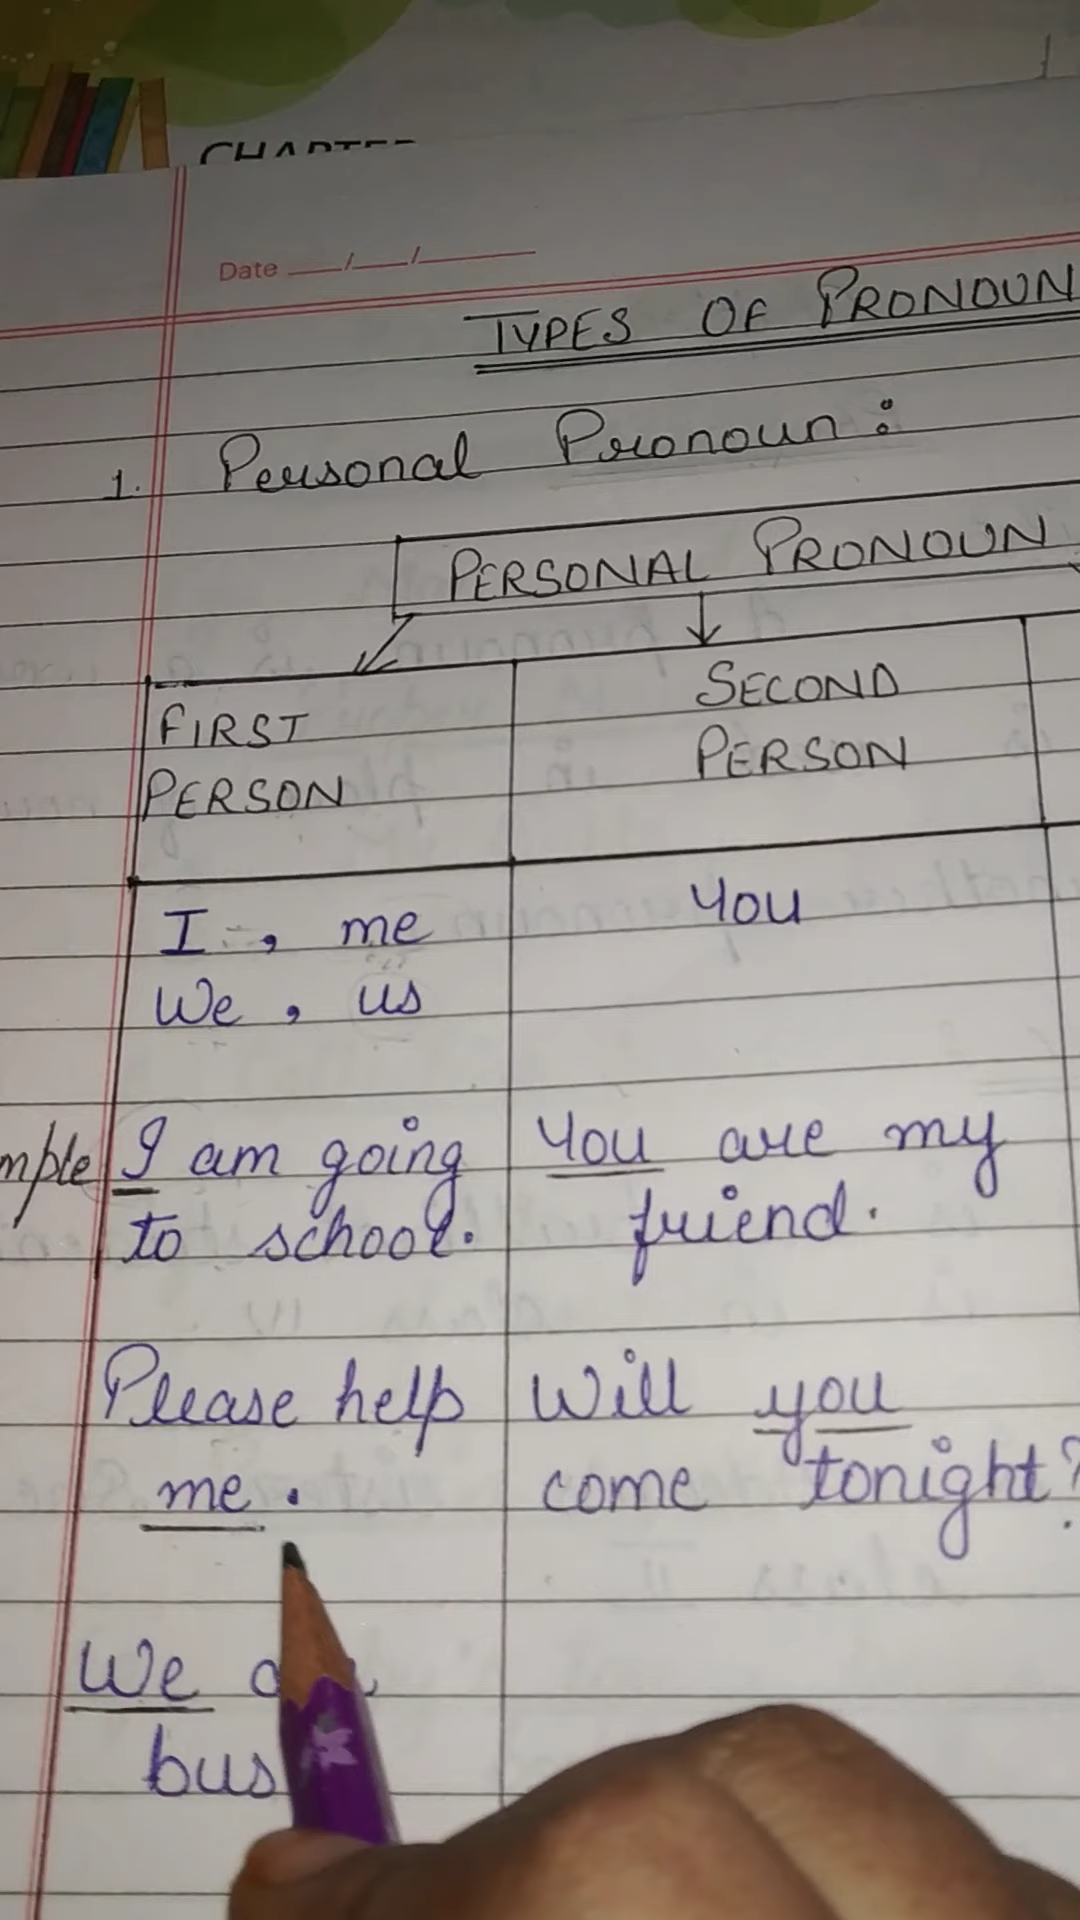 Date
TYPES OF PRONOUN
1. Personal Pronoun :
PERSONAL PRONOUN
FIRST PERSON
SECOND PERSON
I , me
You
We , us
I am going
to school.
You are my
friend.
Please help
me.
Will you
come tonight?
We
bus